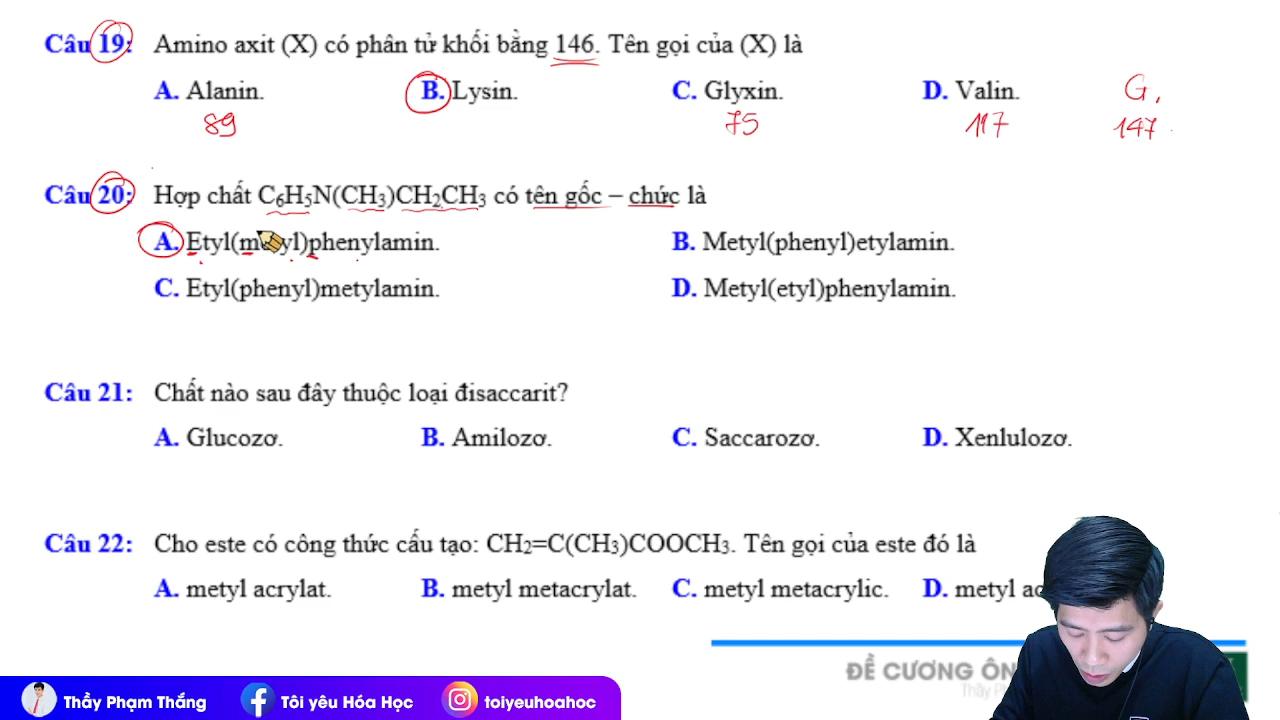 Câu 19: Amino axit (X) có phân tử khối bằng 146. Tên gọi của (X) là
A. Alanin. B. Lysin. C. Glyxin. D. Valin. G,
89 75 117 147
Câu 20: Hợp chất C₆H₅N(CH₃)CH₂CH₃ có tên gốc – chức là
A. Etyl(metyl)phenylamin. B. Metyl(phenyl)etylamin.
C. Etyl(phenyl)metylamin. D. Metyl(etyl)phenylamin.
Câu 21: Chất nào sau đây thuộc loại đisaccarit?
A. Glucozơ. B. Amilozơ. C. Saccarozơ. D. Xenlulozơ.
Câu 22: Cho este có công thức cấu tạo: CH₂=C(CH₃)COOCH₃. Tên gọi của este đó là
A. metyl acrylat. B. metyl metacrylat. C. metyl metacrylic. D. metyl
ĐỀ CƯƠNG ÔN
Thầy
Thầy Phạm Thắng Tôi yêu Hóa Học toiyeuhoahoc